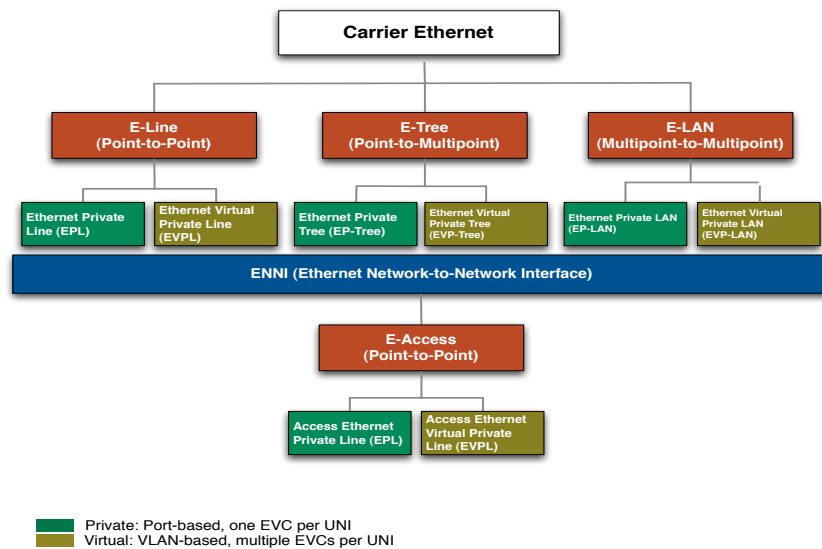 Carrier Ethernet
E-Line
(Point-to-Point)
E-Tree
(Point-to-Multipoint)
E-LAN
(Multipoint-to-Multipoint)
Ethernet Private
Line (EPL)
Ethernet Virtual
Private Line
(EVPL)
Ethernet Private
Tree (EP-Tree)
Ethernet Virtual
Private Tree
(EVP-Tree)
Ethernet Private LAN
(EP-LAN)
Ethernet Virtual
Private LAN
(EVP-LAN)
ENNI (Ethernet Network-to-Network Interface)
E-Access
(Point-to-Point)
Access Ethernet
Private Line (EPL)
Access Ethernet
Virtual Private
Line (EVPL)
Private: Port-based, one EVC per UNI
Virtual: VLAN-based, multiple EVCs per UNI